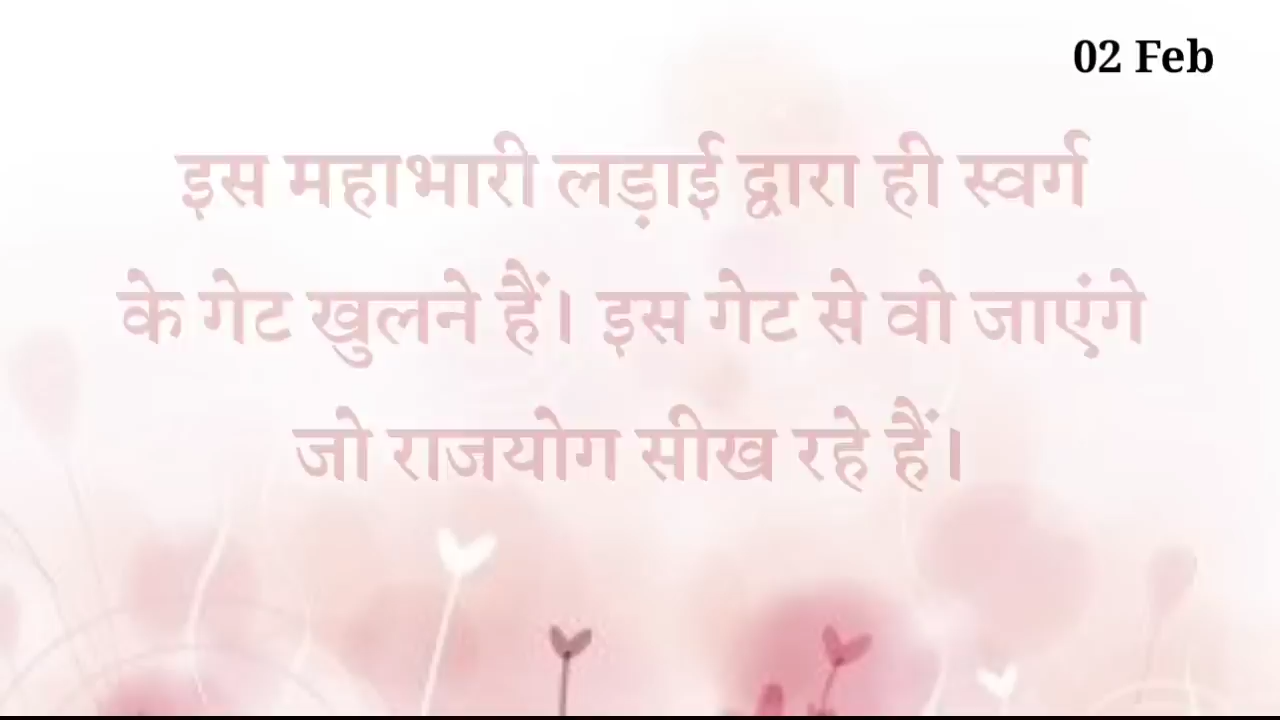 02 Feb
इस महाभारी लड़ाई द्वारा ही स्वर्ग
के गेट खुलने हैं। इस गेट से वो जाएंगे
जो राजयोग सीख रहे हैं।